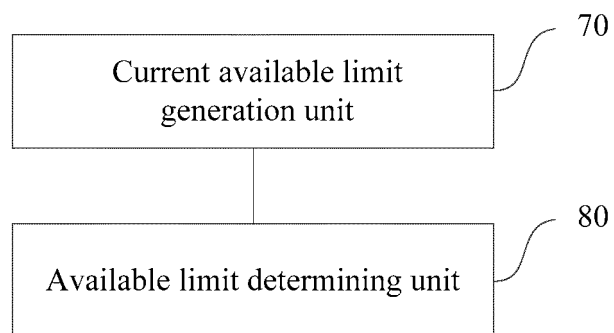 70
Current available limit
generation unit
80
Available limit determining unit